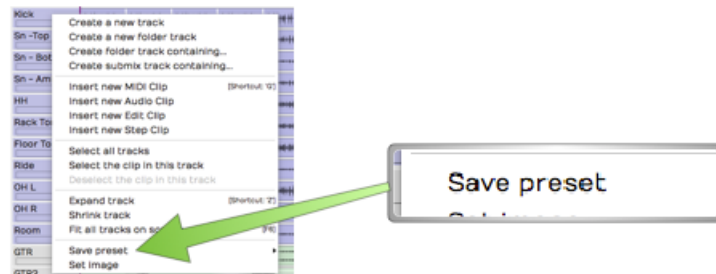 Kick
Sn -Top
Sn - Bot
Sn - Am
HH
Rack To
Floor To
Ride
OH L
OH R
Room
GTR
GTR2
Create a new track
Create a new folder track
Create folder track containing...
Create submix track containing...
Insert new MIDI Clip [Shortcut: 'G']
Insert new Audio Clip
Insert new Edit Clip
Insert new Step Clip
Select all tracks
Select the clip in this track
Deselect the clip in this track
Expand track [Shortcut: 'Z']
Shrink track
Fit all tracks on sc [F8]
Save preset
Set image
Save preset